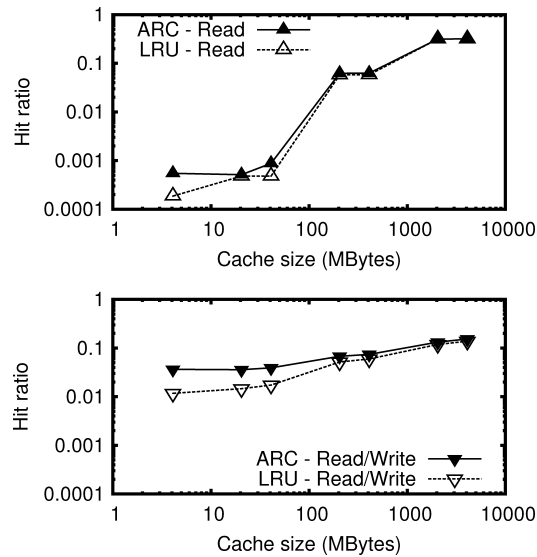 1
ARC - Read
LRU - Read
0.1
0.01
0.001
0.0001
Hit ratio
1 10 100 1000 10000
Cache size (MBytes)
1
0.1
0.01
0.001
0.0001
Hit ratio
ARC - Read/Write
LRU - Read/Write
1 10 100 1000 10000
Cache size (MBytes)